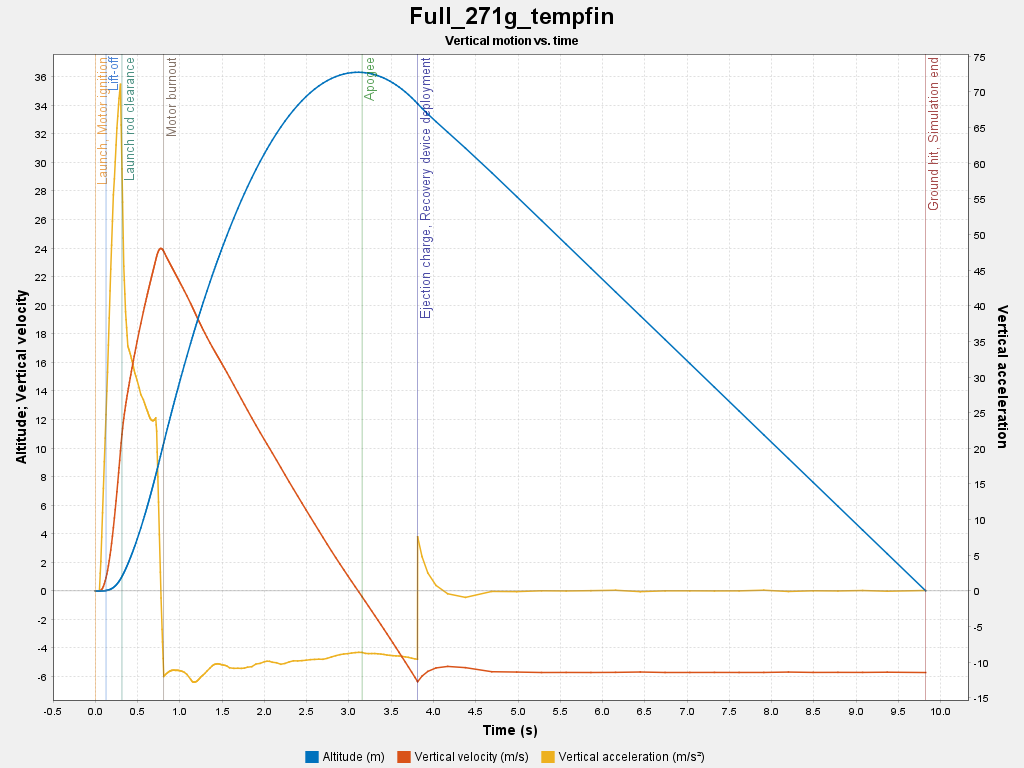 Full_271g_tempfin
Vertical motion vs. time
Launch, Motor ignition
Lift-off
Launch rod clearance
Motor burnout
Apogee
Ejection charge, Recovery device deployment
Ground hit, Simulation end
Altitude; Vertical velocity
36
34
32
30
28
26
24
22
20
18
16
14
12
10
8
6
4
2
0
-2
-4
-6
75
70
65
60
55
50
45
40
35
30
25
20
15
10
5
0
-5
-10
-15
Vertical acceleration
-0.5 0.0 0.5 1.0 1.5 2.0 2.5 3.0 3.5 4.0 4.5 5.0 5.5 6.0 6.5 7.0 7.5 8.0 8.5 9.0 9.5 10.0
Time (s)
Altitude (m) Vertical velocity (m/s) Vertical acceleration (m/s²)